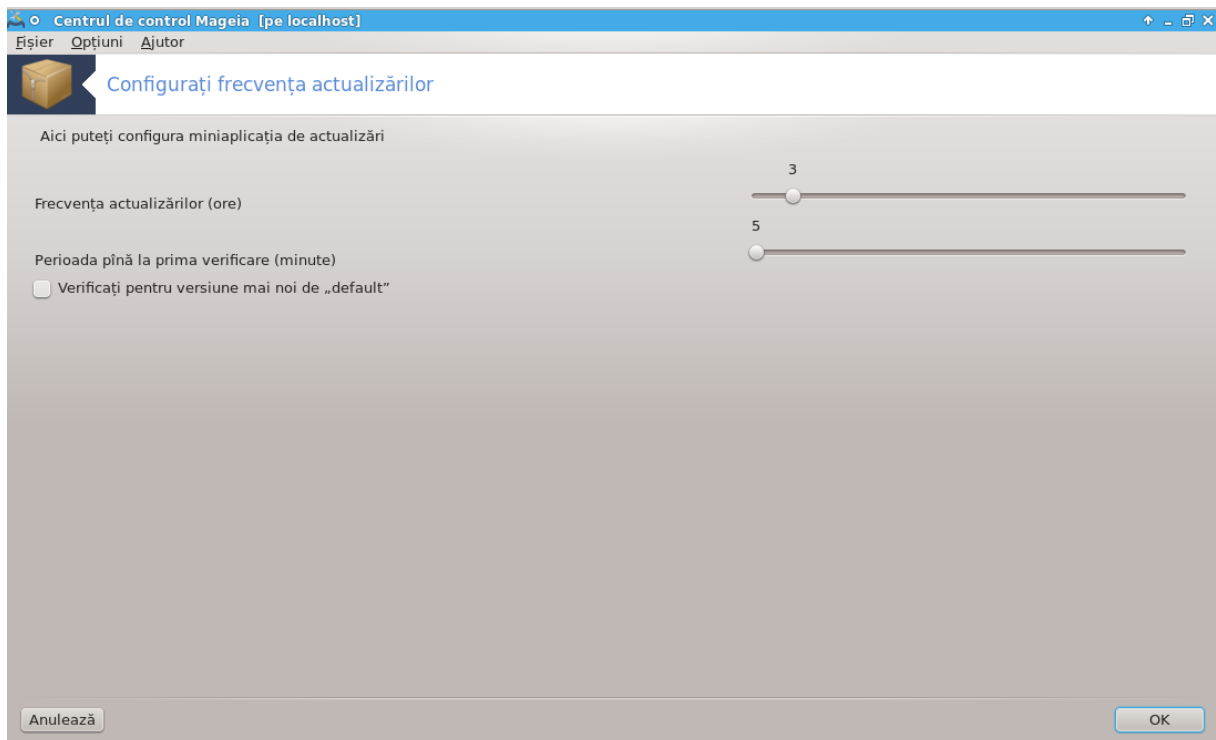 Centrul de control Mageia [pe localhost]
Fișier Opțiuni Ajutor
Configurați frecvența actualizărilor
Aici puteți configura miniaplicația de actualizări
3
Frecvența actualizărilor (ore)
5
Perioada pînă la prima verificare (minute)
Verificați pentru versiune mai noi de „default”
Anulează OK